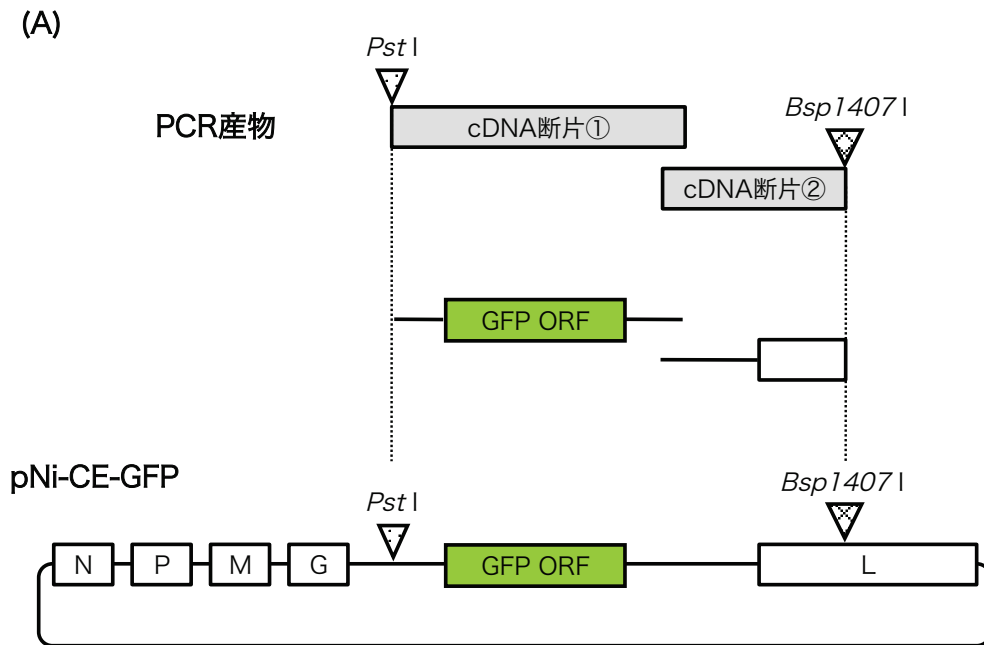 (A)
Pst I
PCR産物
cDNA断片①
Bsp1407 I
cDNA断片②
GFP ORF
pNi-CE-GFP
Pst I
Bsp1407 I
N P M G GFP ORF L